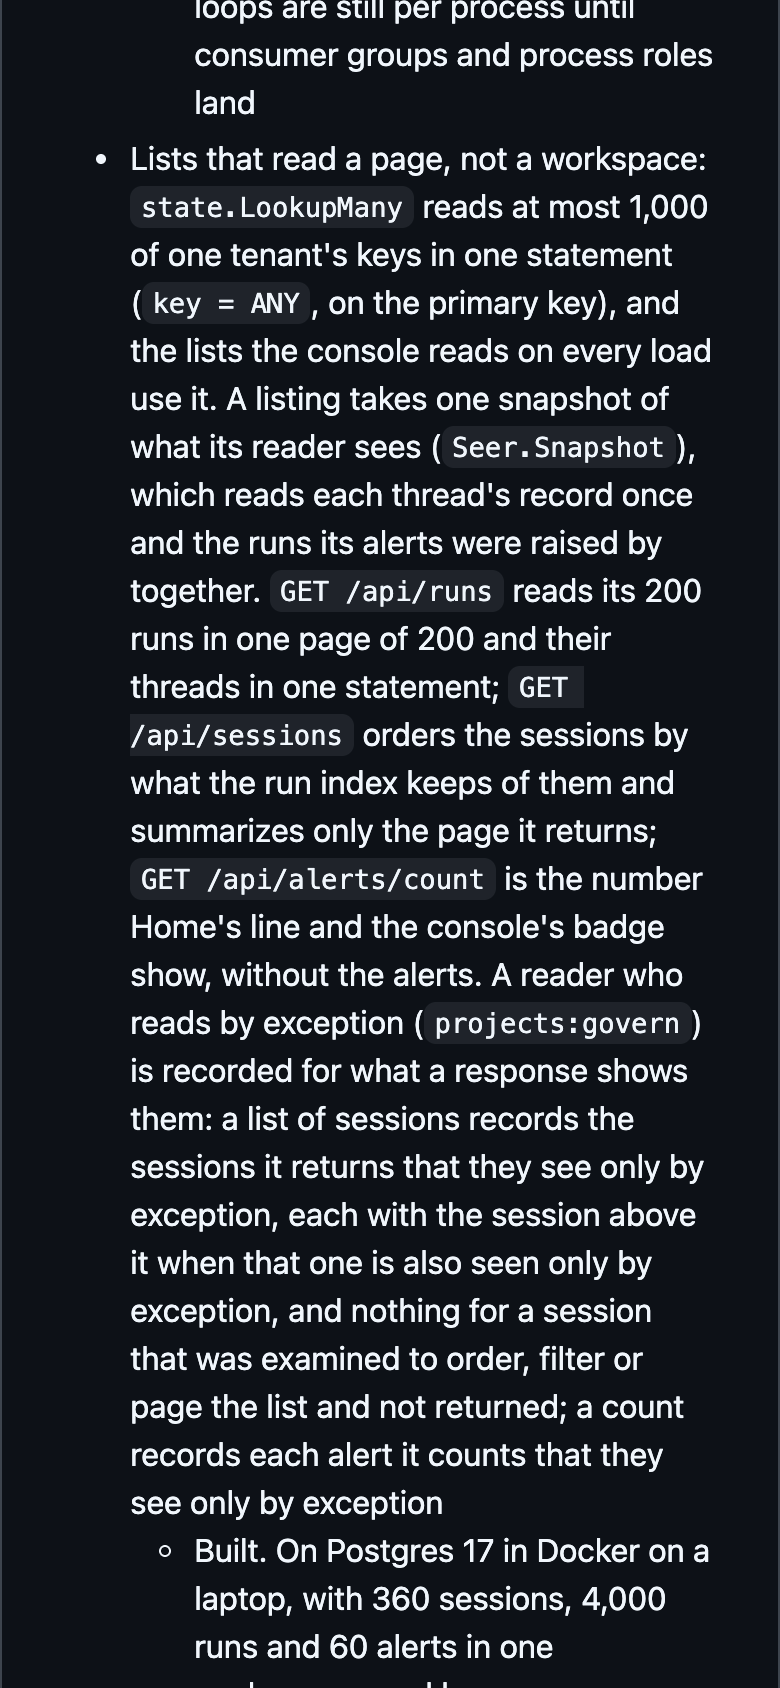 loops are still per process until
consumer groups and process roles
land
• Lists that read a page, not a workspace:
state.LookupMany reads at most 1,000
of one tenant's keys in one statement
(key = ANY, on the primary key), and
the lists the console reads on every load
use it. A listing takes one snapshot of
what its reader sees (Seer.Snapshot),
which reads each thread's record once
and the runs its alerts were raised by
together. GET /api/runs reads its 200
runs in one page of 200 and their
threads in one statement; GET
/api/sessions orders the sessions by
what the run index keeps of them and
summarizes only the page it returns;
GET /api/alerts/count is the number
Home's line and the console's badge
show, without the alerts. A reader who
reads by exception (projects:govern)
is recorded for what a response shows
them: a list of sessions records the
sessions it returns that they see only by
exception, each with the session above
it when that one is also seen only by
exception, and nothing for a session
that was examined to order, filter or
page the list and not returned; a count
records each alert it counts that they
see only by exception
◦ Built. On Postgres 17 in Docker on a
laptop, with 360 sessions, 4,000
runs and 60 alerts in one